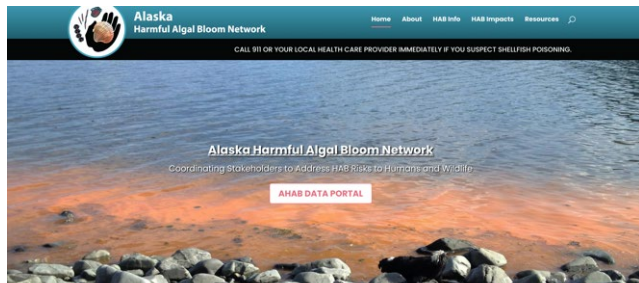 Alaska
Harmful Algal Bloom Network
Home About HAB Info HAB Impacts Resources
CALL 911 OR YOUR LOCAL HEALTH CARE PROVIDER IMMEDIATELY IF YOU SUSPECT SHELLFISH POISONING.
Alaska Harmful Algal Bloom Network
Coordinating Stakeholders to Address HAB Risks to Humans and Wildlife
AHAB DATA PORTAL